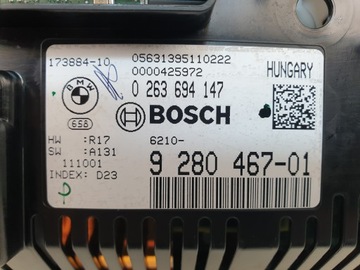 173884-10 05631395110222
0000425972 HUNGARY
0 263 694 147
BMW
658
BOSCH
HW :R17 6210-
SW :A131 9 280 467-01
111001
INDEX: D23